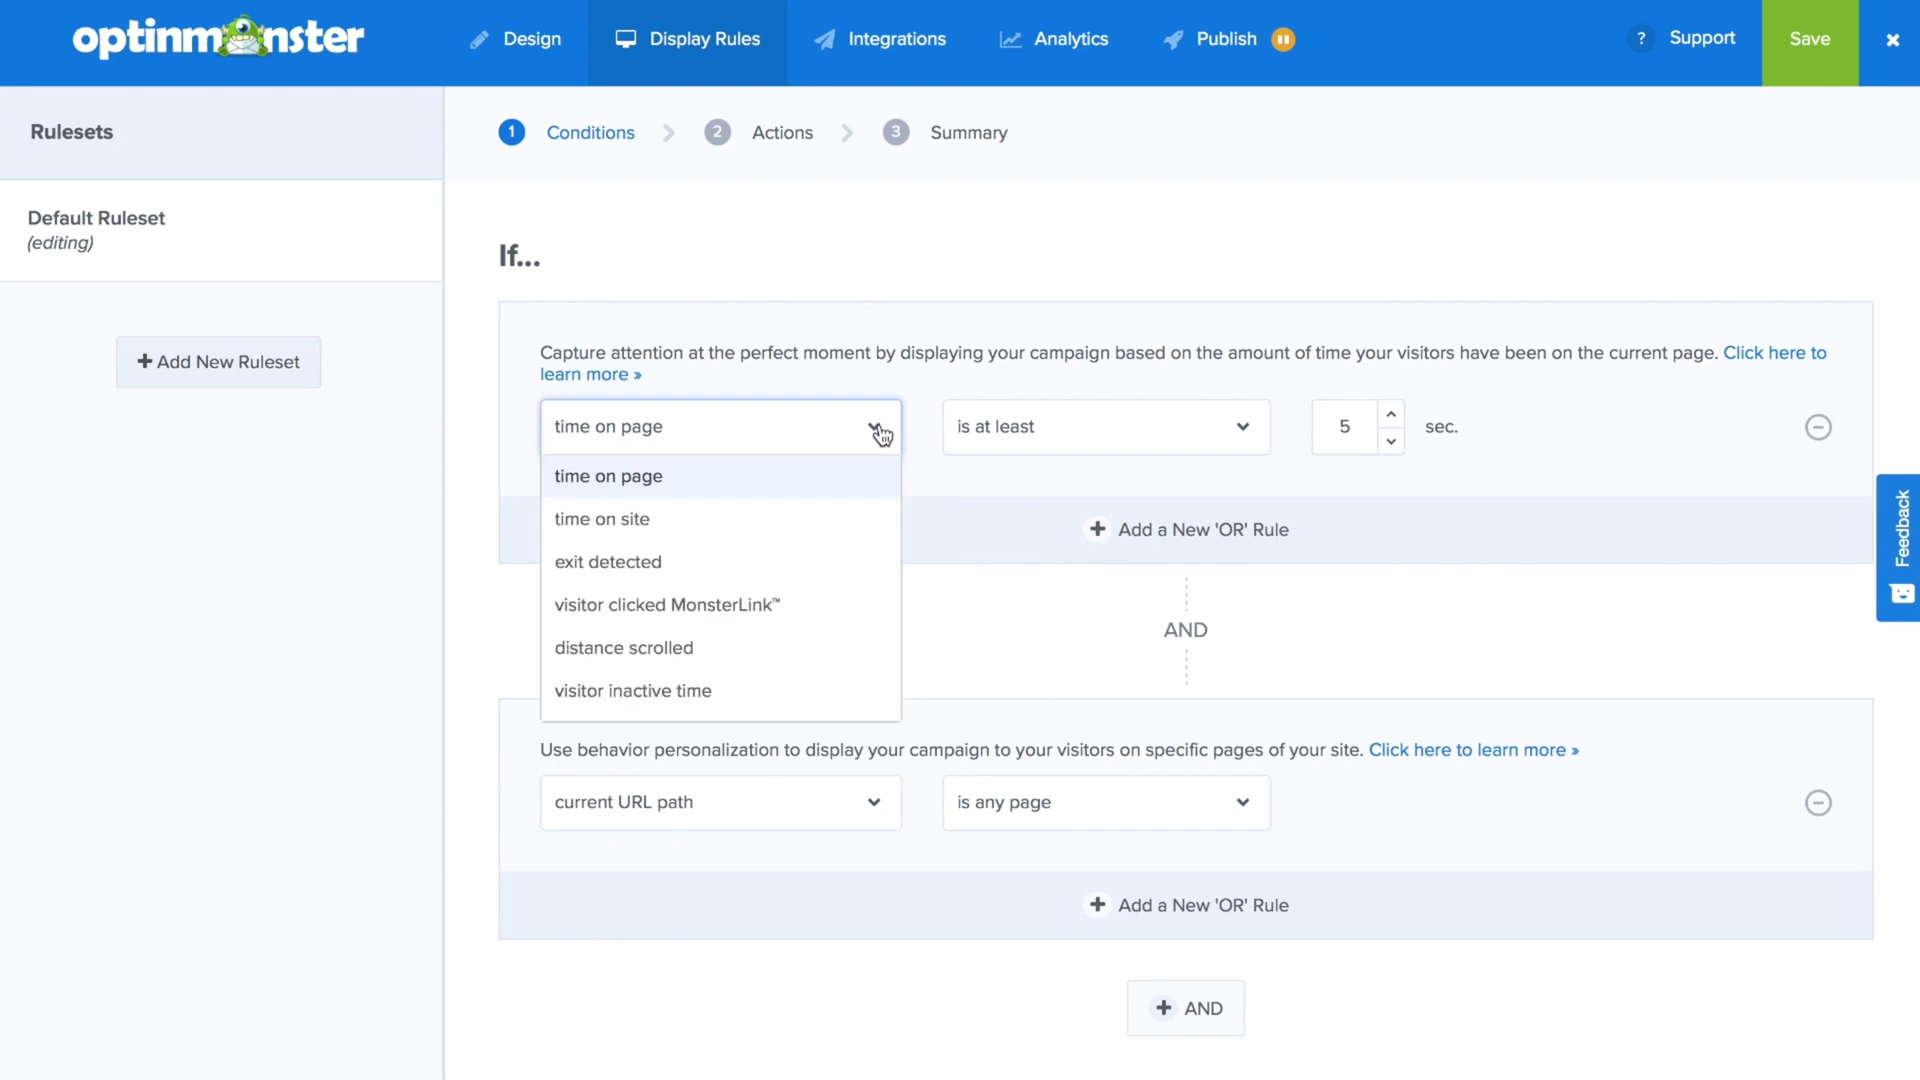 optinmonster
Design
Display Rules
Integrations
Analytics
Publish
? Support
Save
Rulesets
1 Conditions
2 Actions
3 Summary
Default Ruleset
(editing)
Add New Ruleset
If...
Capture attention at the perfect moment by displaying your campaign based on the amount of time your visitors have been on the current page. Click here to
learn more »
time on page
is at least
5
sec.
time on page
time on site
exit detected
visitor clicked MonsterLink™
distance scrolled
visitor inactive time
+ Add a New 'OR' Rule
AND
Use behavior personalization to display your campaign to your visitors on specific pages of your site. Click here to learn more »
current URL path
is any page
+ Add a New 'OR' Rule
+ AND
Feedback